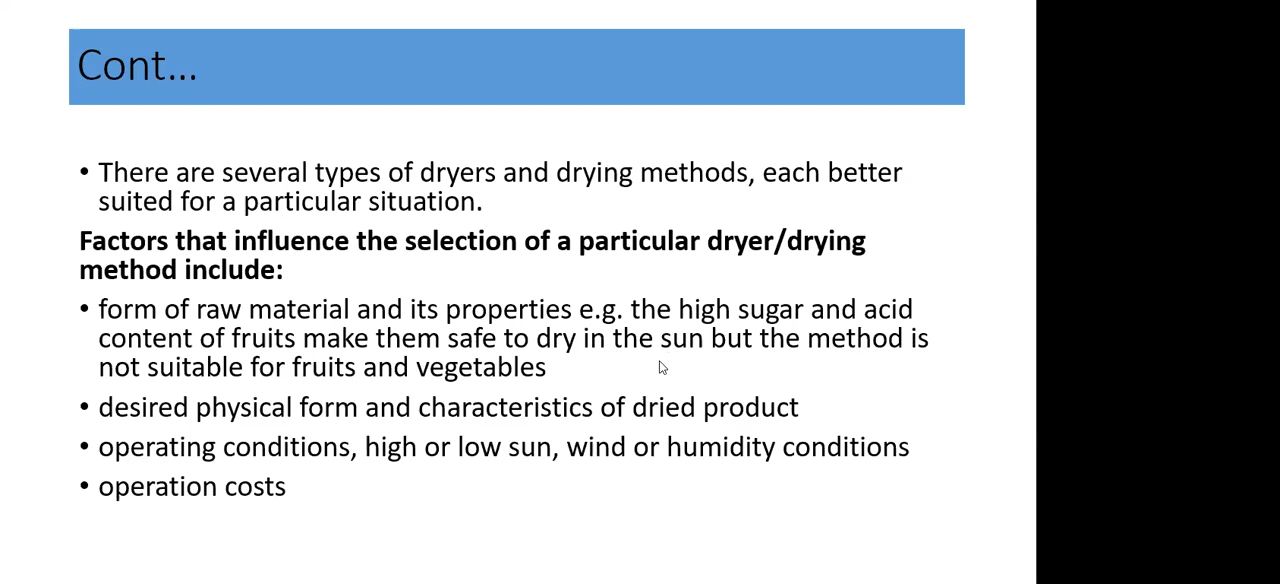 Cont...
• There are several types of dryers and drying methods, each better
suited for a particular situation.
Factors that influence the selection of a particular dryer/drying
method include:
• form of raw material and its properties e.g. the high sugar and acid
content of fruits make them safe to dry in the sun but the method is
not suitable for fruits and vegetables
• desired physical form and characteristics of dried product
• operating conditions, high or low sun, wind or humidity conditions
• operation costs